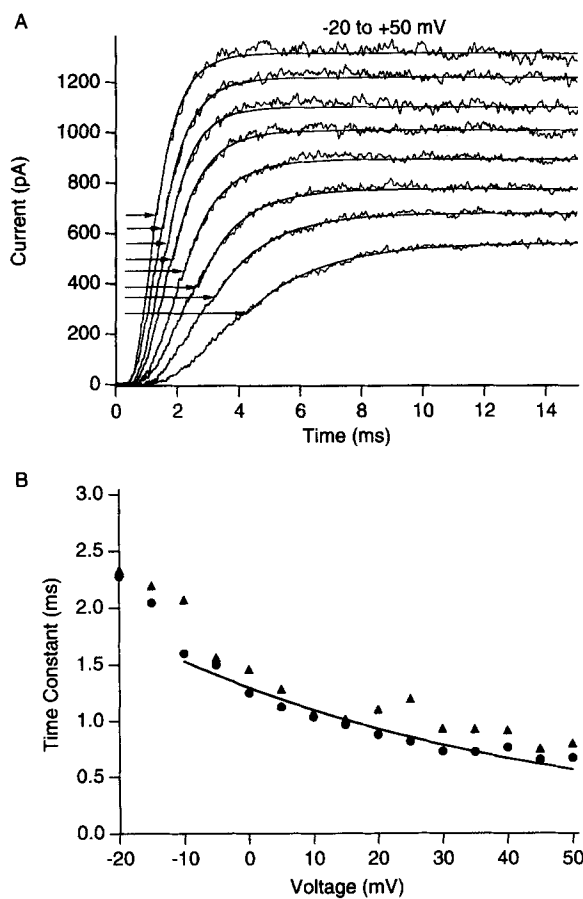 A
-20 to +50 mV
1200
1000
800
600
400
200
0
Current (pA)
0 2 4 6 8 10 12 14
Time (ms)
B
3.0
2.5
2.0
1.5
1.0
0.5
0.0
Time Constant (ms)
-20 -10 0 10 20 30 40 50
Voltage (mV)